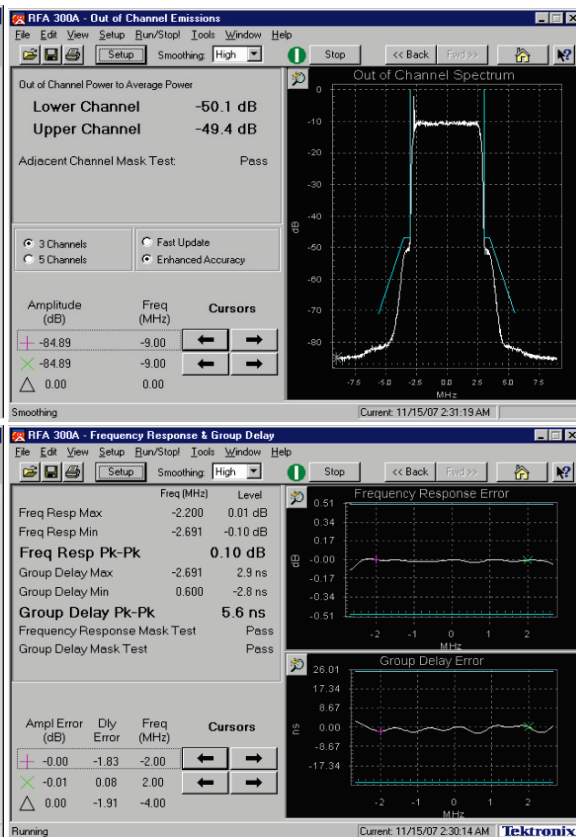 RFA 300A - Out of Channel Emissions
File Edit View Setup Run/Stop! Tools Window Help
Setup Smoothing: High Stop << Back Fwd >>
Out of Channel Power to Average Power
Lower Channel -50.1 dB
Upper Channel -49.4 dB
Adjacent Channel Mask Test: Pass
3 Channels Fast Update
5 Channels Enhanced Accuracy
Amplitude (dB) Freq (MHz) Cursors
-84.89 -9.00
-84.89 -9.00
0.00 0.00
Out of Channel Spectrum
0
-10
-20
-30
-40
dB
-50
-60
-70
-80
-7.5 -5.0 -2.5 0.0 2.5 5.0 7.5
MHz
Smoothing Current: 11/15/07 2:31:19 AM
RFA 300A - Frequency Response & Group Delay
File Edit View Setup Run/Stop! Tools Window Help
Setup Smoothing: High Stop << Back Fwd >>
Freq (MHz) Level
Freq Resp Max -2.200 0.01 dB
Freq Resp Min -2.691 -0.10 dB
Freq Resp Pk-Pk 0.10 dB
Group Delay Max -2.691 2.9 ns
Group Delay Min 0.600 -2.8 ns
Group Delay Pk-Pk 5.6 ns
Frequency Response Mask Test Pass
Group Delay Mask Test Pass
Ampl Error (dB) Dly Error Freq (MHz) Cursors
-0.00 -1.83 -2.00
-0.01 0.08 2.00
0.00 -1.91 -4.00
Frequency Response Error
0.51
0.34
0.17
dB -0.00
-0.17
-0.34
-0.51
-2 -1 0 1 2
MHz
Group Delay Error
26.01
17.34
8.67
ns 0.00
-8.67
-17.34
-2 -1 0 1 2
MHz
Running Current: 11/15/07 2:30:14 AM Tektronix